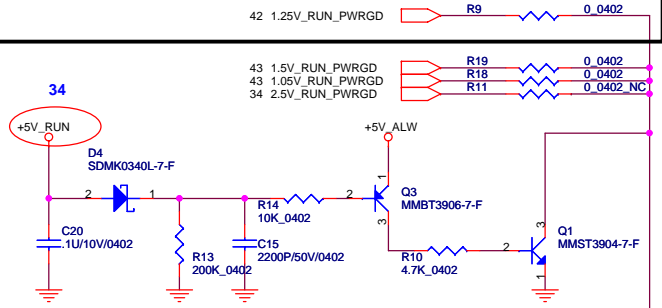 42 1.25V_RUN_PWRGD R9 0_0402
43 1.5V_RUN_PWRGD R19 0_0402
43 1.05V_RUN_PWRGD R18 0_0402
34 2.5V_RUN_PWRGD R11 0_0402_NC
34
+5V_RUN
+5V_ALW
D4
SDMK0340L-7-F
2 1
R14
10K_0402
2
1
3
Q3
MMBT3906-7-F
C20
.1U/10V/0402
R13
200K_0402
C15
2200P/50V/0402
R10
4.7K_0402
2
3
1
Q1
MMST3904-7-F